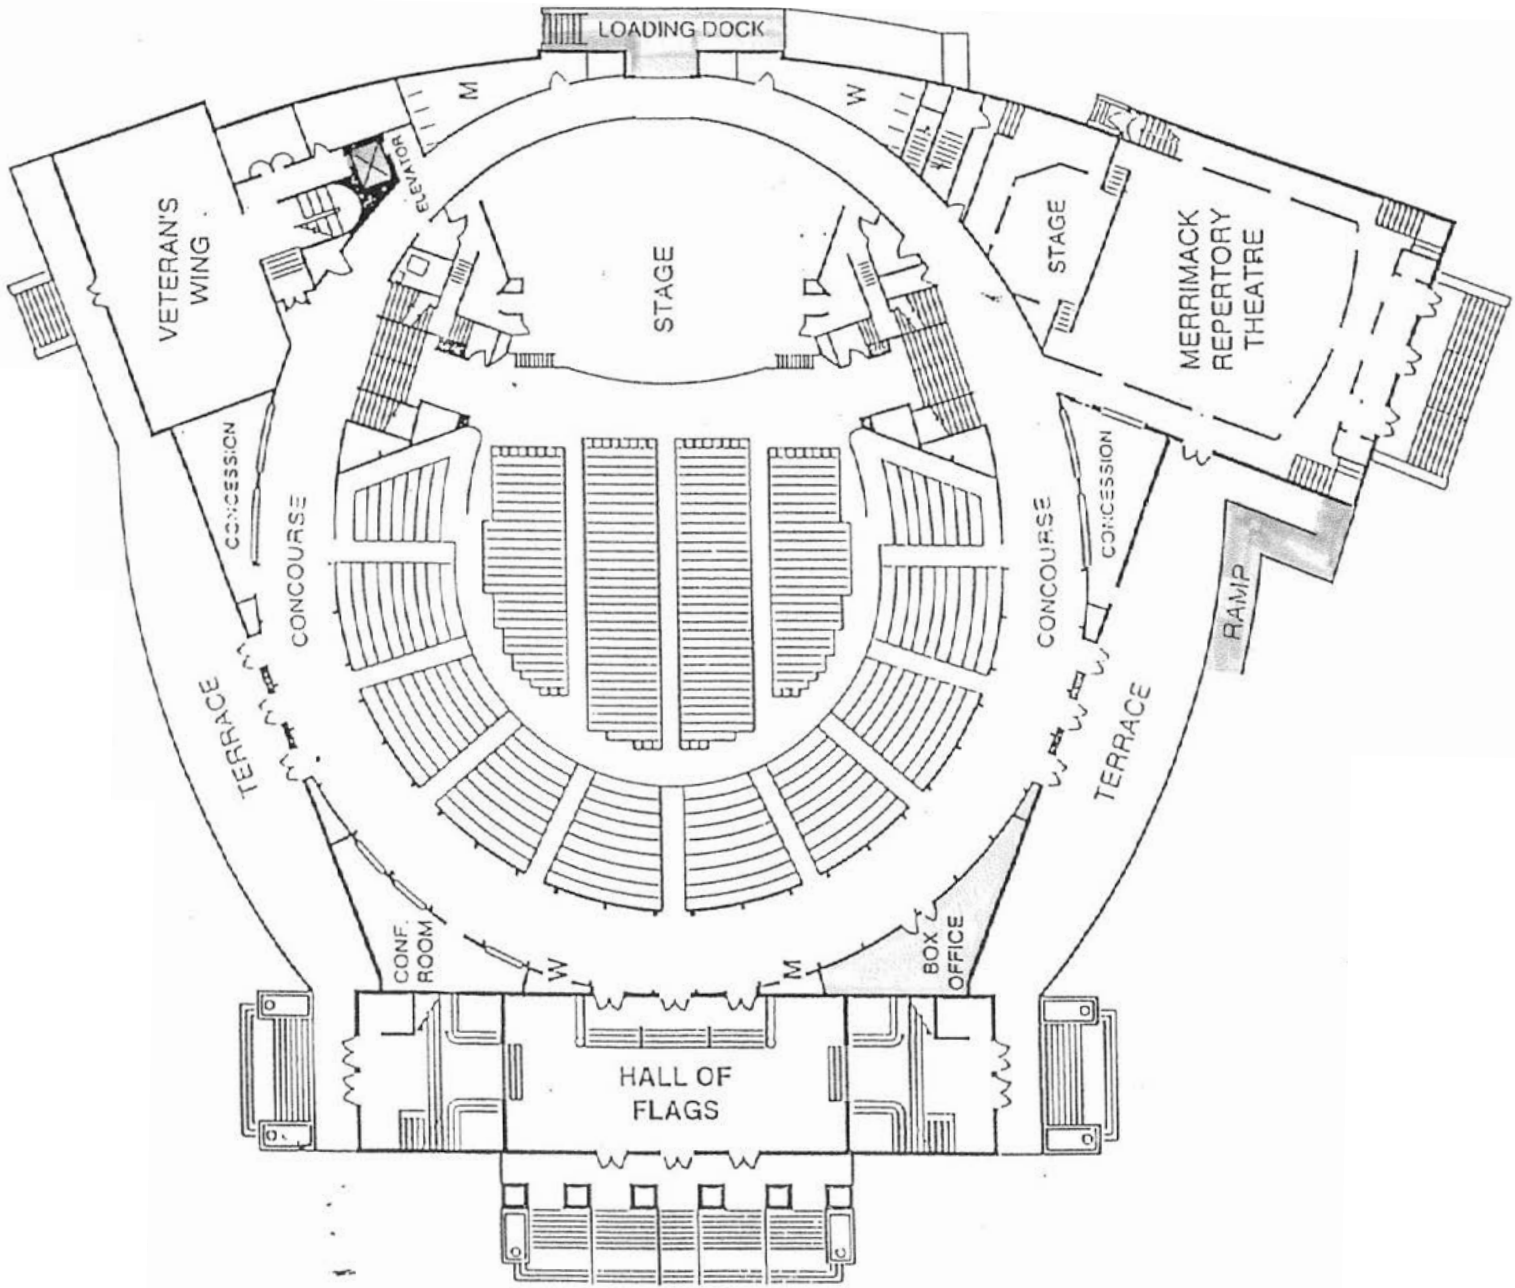 LOADING DOCK
M
W
ELEVATOR
VETERAN'S
WING
STAGE
STAGE
MERRIMACK
REPERTORY
THEATRE
CONCESSION
CONCOURSE
CONCOURSE
CONCESSION
RAMP
TERRACE
TERRACE
CONF.
ROOM
W
M
BOX
OFFICE
HALL OF
FLAGS